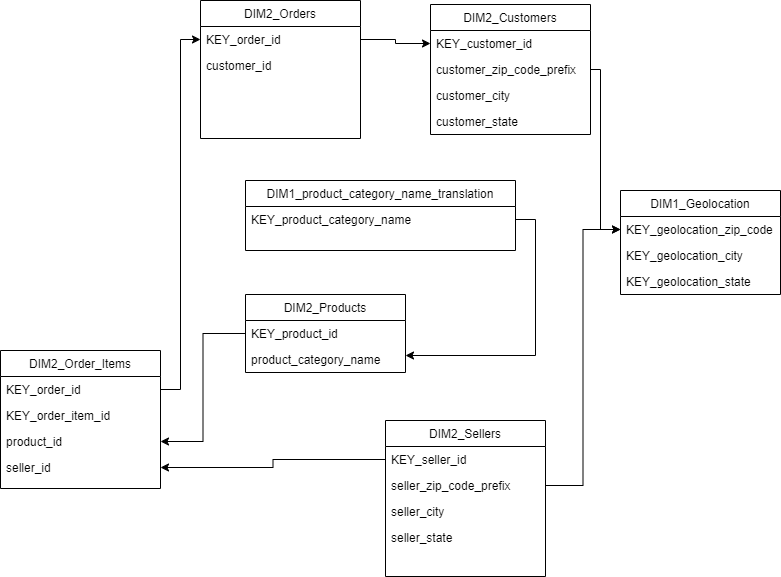 DIM2_Orders
KEY_order_id
customer_id
DIM2_Customers
KEY_customer_id
customer_zip_code_prefix
customer_city
customer_state
DIM1_product_category_name_translation
KEY_product_category_name
DIM1_Geolocation
KEY_geolocation_zip_code
KEY_geolocation_city
KEY_geolocation_state
DIM2_Products
KEY_product_id
product_category_name
DIM2_Order_Items
KEY_order_id
KEY_order_item_id
product_id
seller_id
DIM2_Sellers
KEY_seller_id
seller_zip_code_prefix
seller_city
seller_state